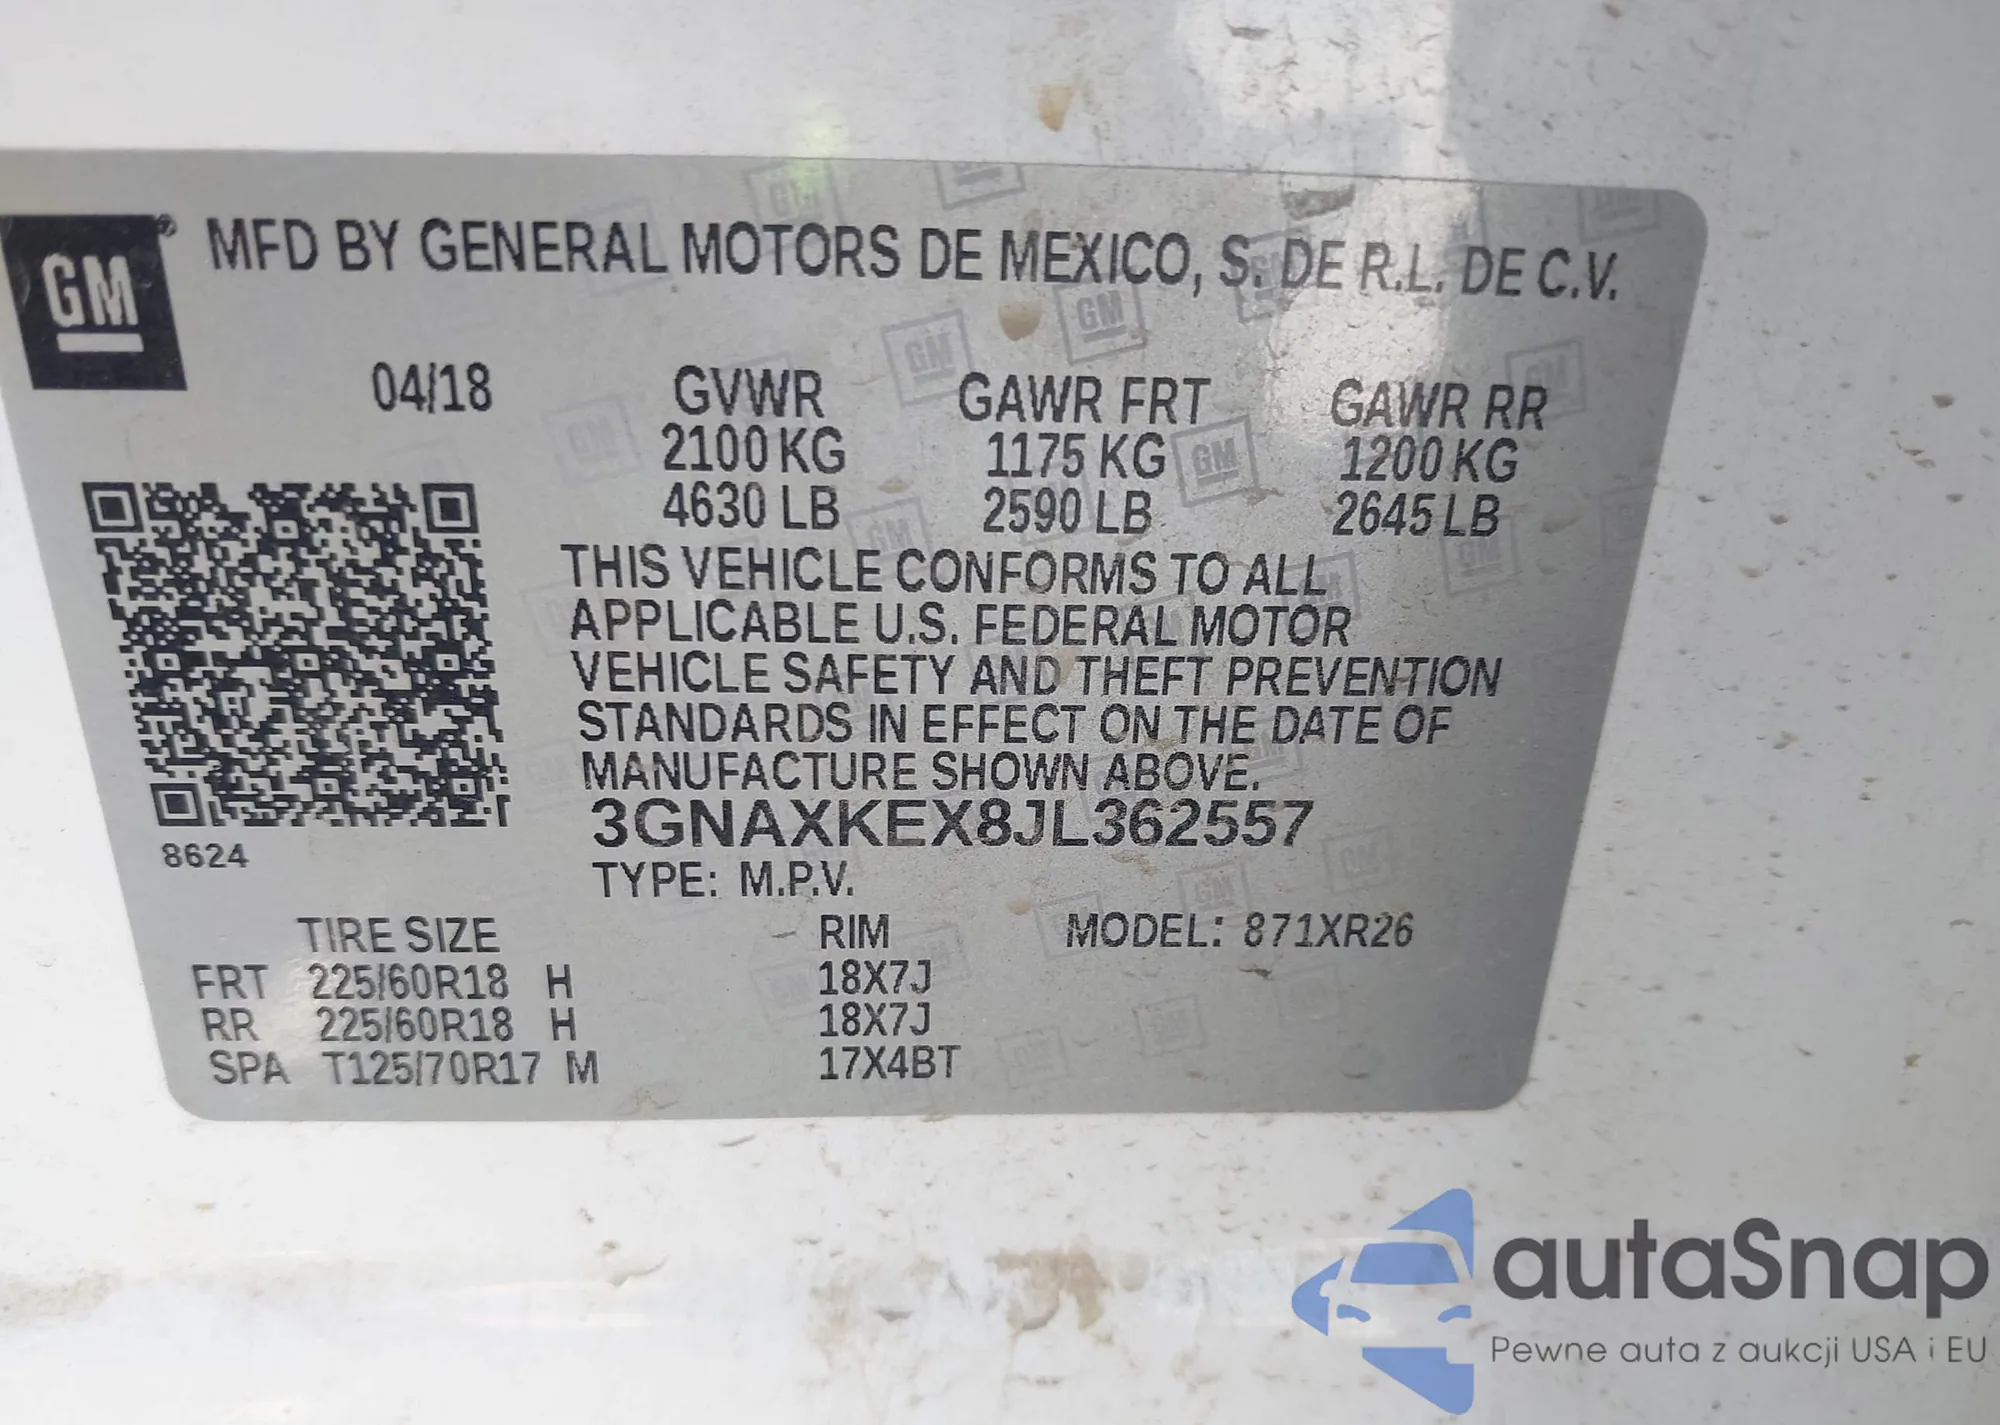 GM
MFD BY GENERAL MOTORS DE MEXICO, S. DE R.L. DE C.V.
04/18 GVWR GAWR FRT GAWR RR
2100 KG 1175 KG 1200 KG
4630 LB 2590 LB 2645 LB
THIS VEHICLE CONFORMS TO ALL
APPLICABLE U.S. FEDERAL MOTOR
VEHICLE SAFETY AND THEFT PREVENTION
STANDARDS IN EFFECT ON THE DATE OF
MANUFACTURE SHOWN ABOVE.
3GNAXKEX8JL362557
8624
TYPE: M.P.V.
TIRE SIZE RIM MODEL: 871XR26
FRT 225/60R18 H 18X7J
RR 225/60R18 H 18X7J
SPA T125/70R17 M 17X4BT
autaSnap
Pewne auta z aukcji USA i EU